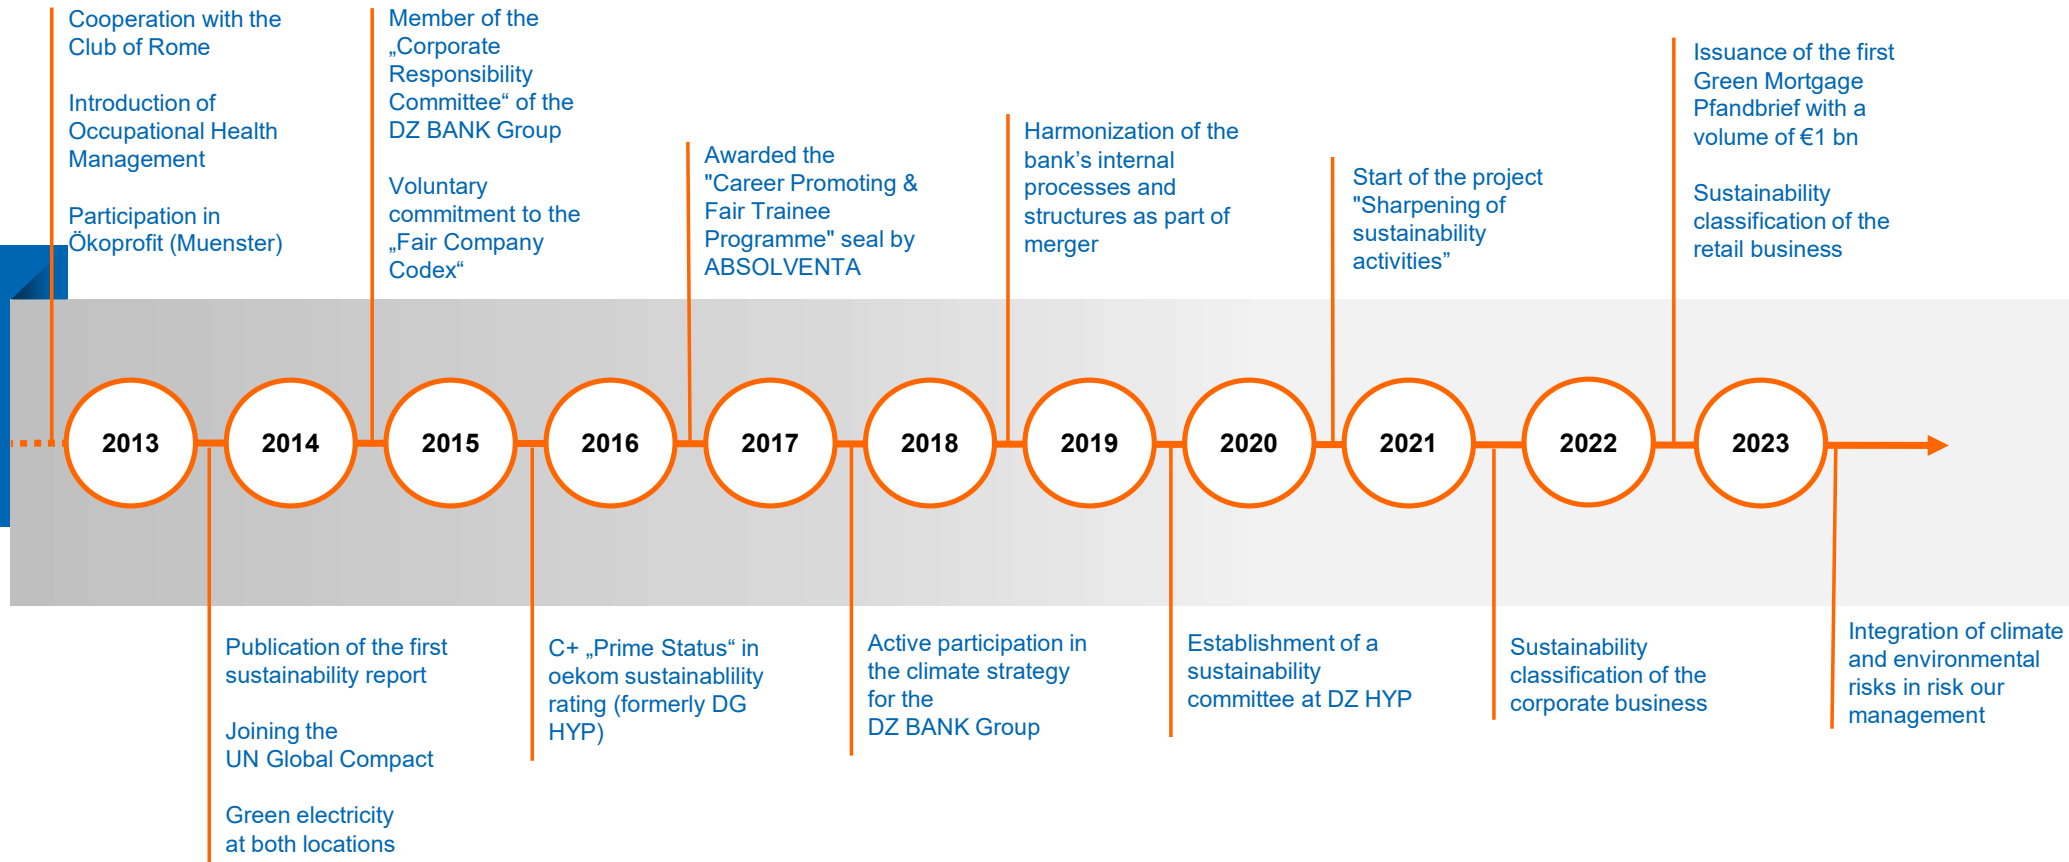 Cooperation with the
Club of Rome
Introduction of
Occupational Health
Management
Participation in
Ökoprofit (Muenster)
Member of the
„Corporate
Responsibility
Committee“ of the
DZ BANK Group
Voluntary
commitment to the
„Fair Company
Codex“
Awarded the
"Career Promoting &
Fair Trainee
Programme" seal by
ABSOLVENTA
Harmonization of the
bank’s internal
processes and
structures as part of
merger
Start of the project
"Sharpening of
sustainability
activities”
Issuance of the first
Green Mortgage
Pfandbrief with a
volume of €1 bn
Sustainability
classification of the
retail business
2013
2014
2015
2016
2017
2018
2019
2020
2021
2022
2023
Publication of the first
sustainability report
Joining the
UN Global Compact
Green electricity
at both locations
C+ „Prime Status“ in
oekom sustainablility
rating (formerly DG
HYP)
Active participation in
the climate strategy
for the
DZ BANK Group
Establishment of a
sustainability
committee at DZ HYP
Sustainability
classification of the
corporate business
Integration of climate
and environmental
risks in risk our
management